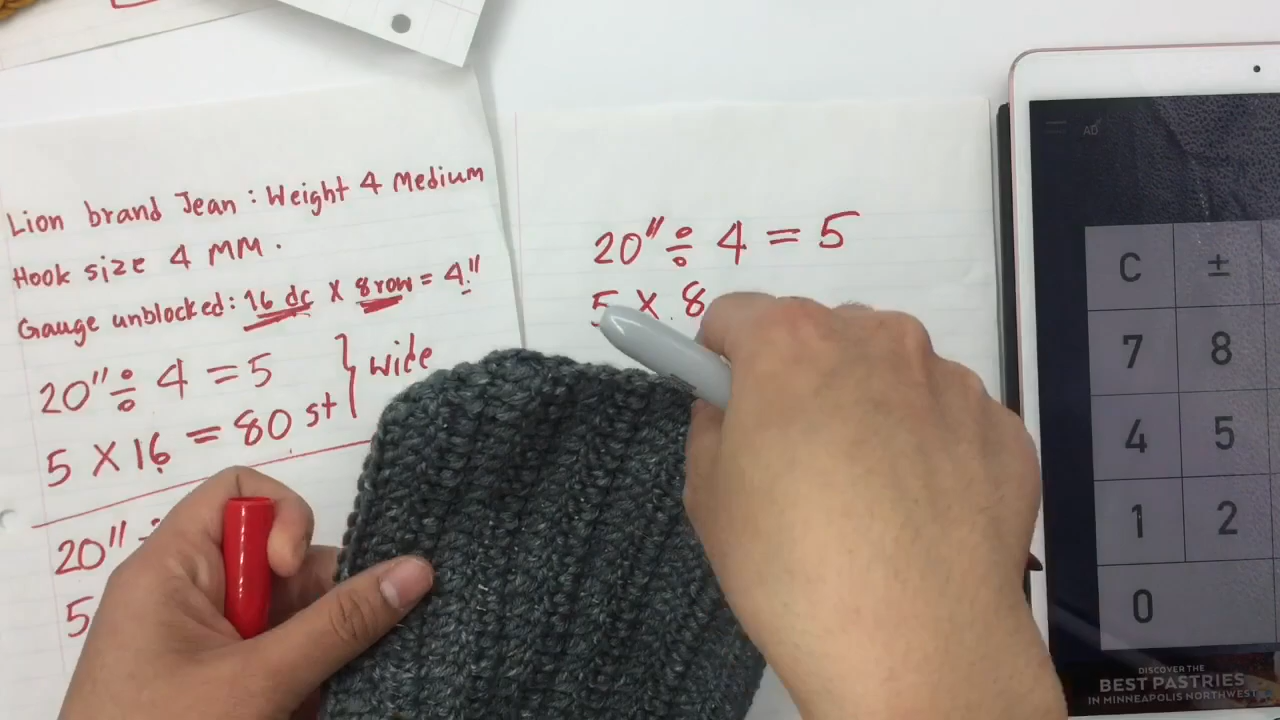 Lion brand Jean: Weight 4 Medium
Hook size 4 MM.
Gauge unblocked: 16 dc X 8 row = 4"
20" ÷ 4 = 5
5 X 16 = 80 st
wide
20"
5
20" ÷ 4 = 5
5 X 8
AD
C ±
7 8
4 5
1 2
0
DISCOVER THE
BEST PASTRIES
IN MINNEAPOLIS NORTHWEST